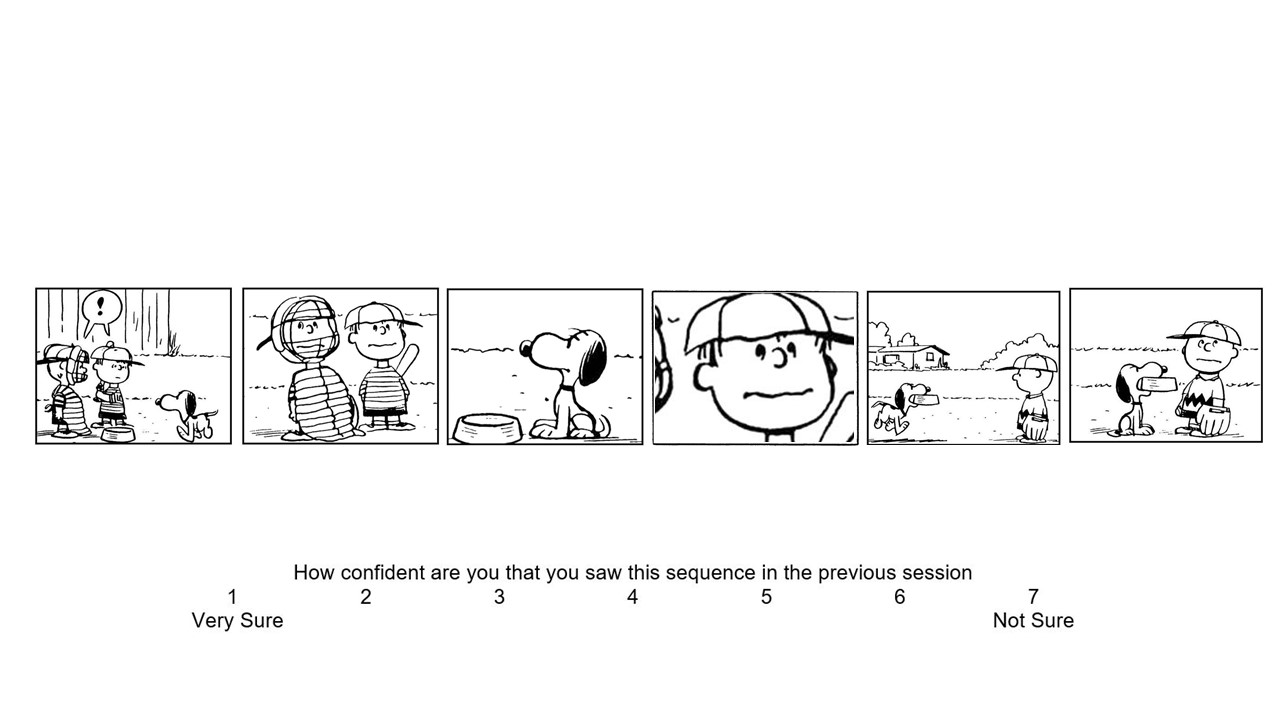 !
How confident are you that you saw this sequence in the previous session
1 2 3 4 5 6 7
Very Sure Not Sure